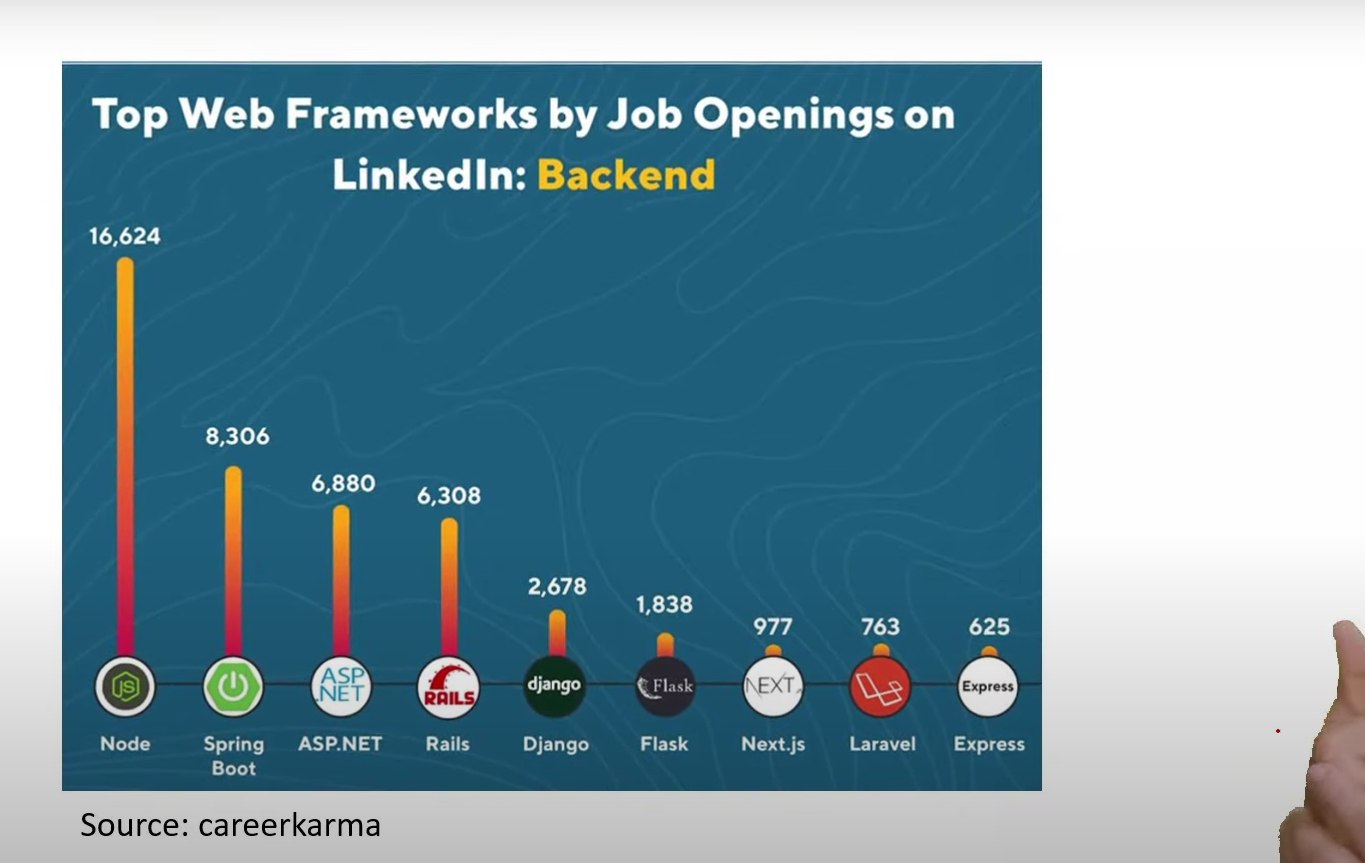 Top Web Frameworks by Job Openings on
LinkedIn: Backend
16,624
8,306
6,880
6,308
2,678
1,838
977
763
625
JS
ASP
.NET
RAILS
django
Flask
NEXT
Express
Node
Spring
Boot
ASP.NET
Rails
Django
Flask
Next.js
Laravel
Express
Source: careerkarma